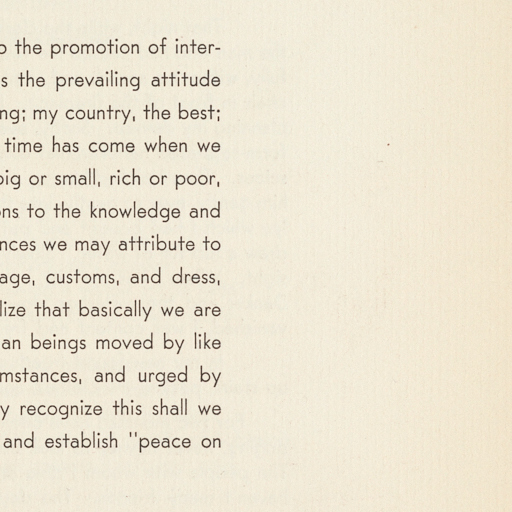 o the promotion of inter-
s the prevailing attitude
ng; my country, the best;
time has come when we
big or small, rich or poor,
ons to the knowledge and
nces we may attribute to
age, customs, and dress,
lize that basically we are
an beings moved by like
mstances, and urged by
y recognize this shall we
and establish "peace on